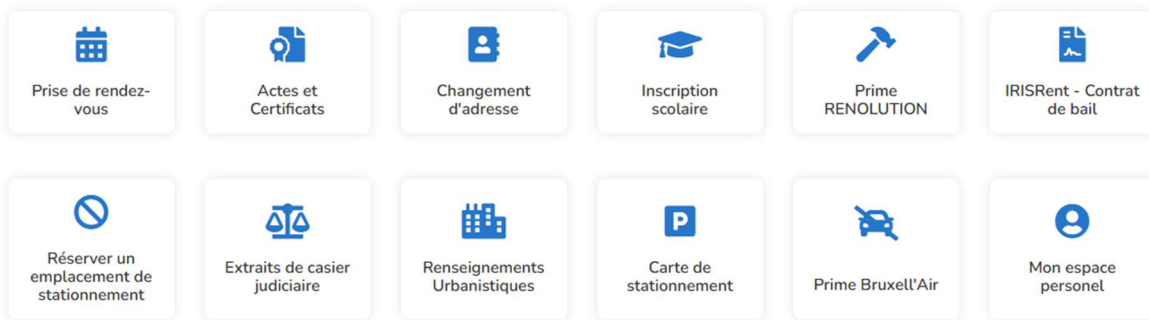 Prise de rendez-
vous
Actes et
Certificats
Changement
d'adresse
Inscription
scolaire
Prime
RENOLUTION
IRISRent - Contrat
de bail
Réserver un
emplacement de
stationnement
Extraits de casier
judiciaire
Renseignements
Urbanistiques
P
Carte de
stationnement
Prime Bruxell'Air
Mon espace
personel